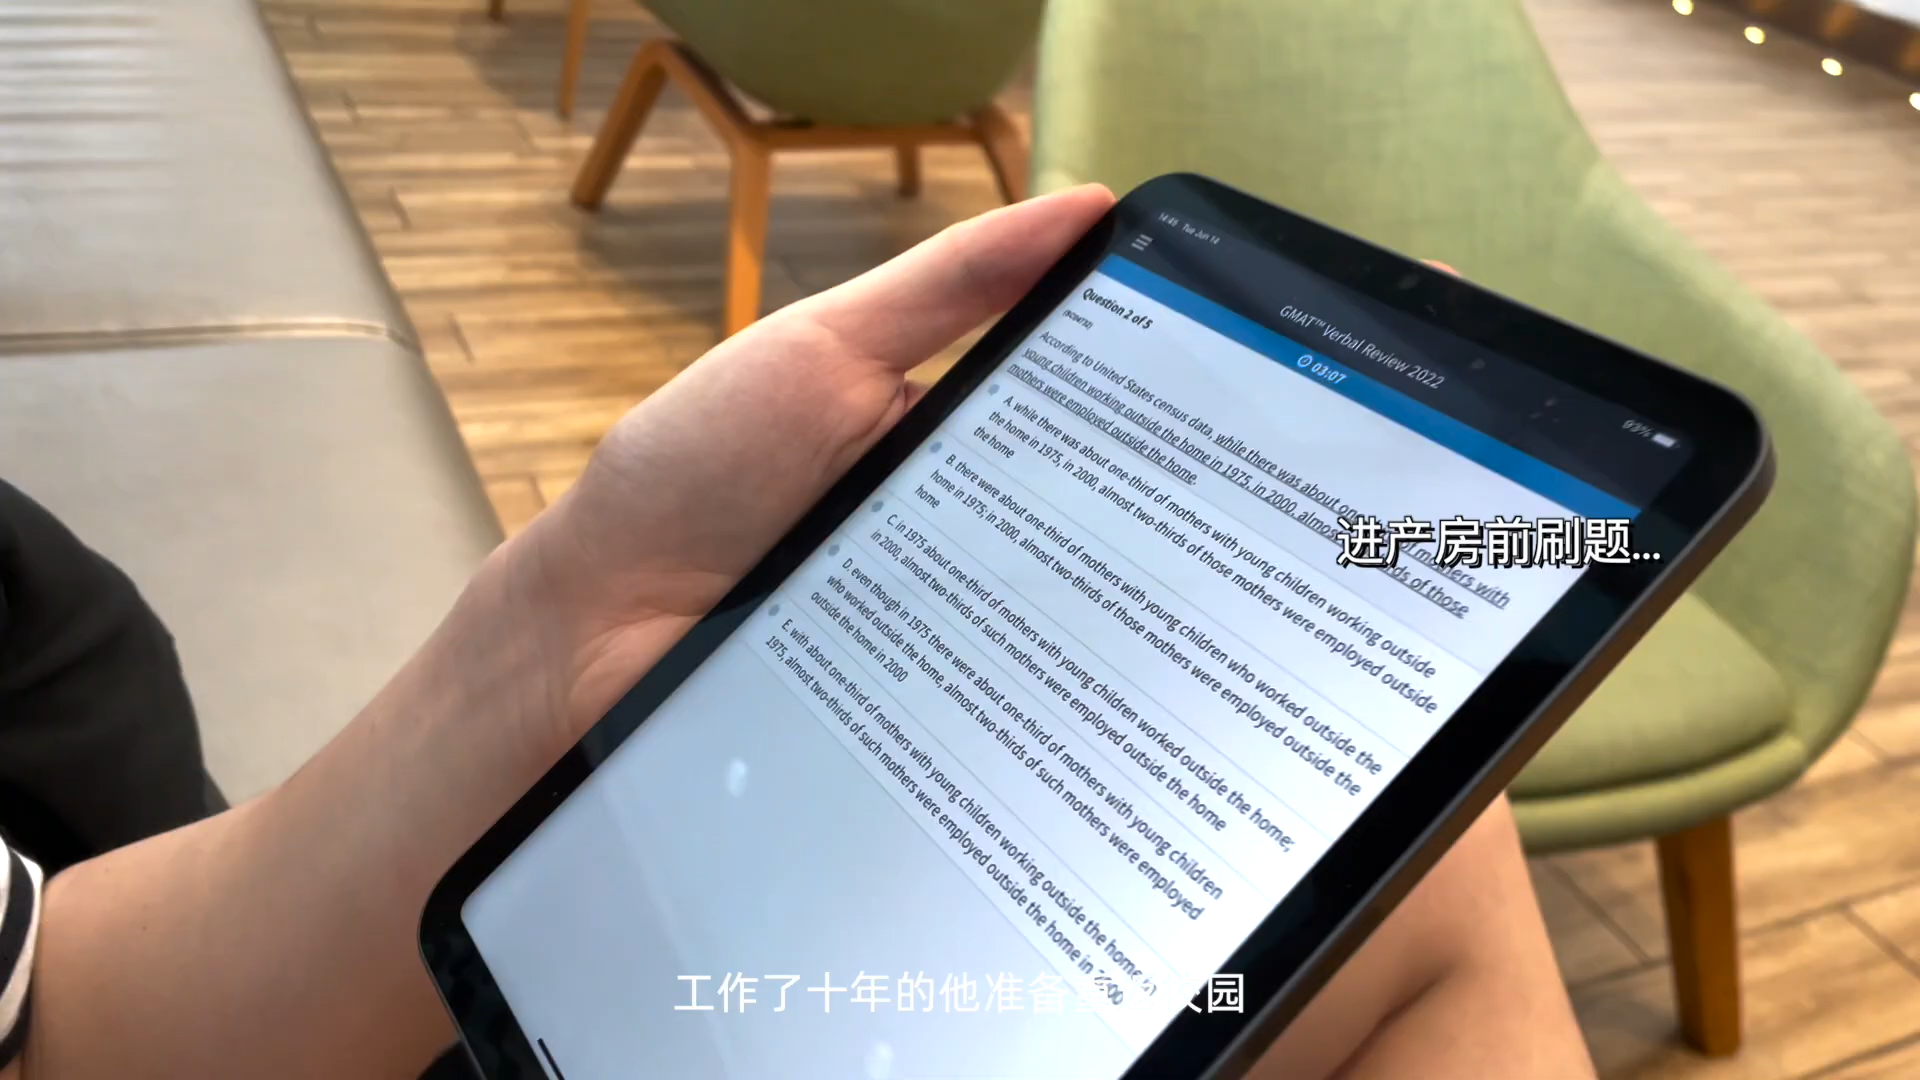 14:45 Tue Jun 14
93%
GMAT™ Verbal Review 2022
03:07
Question 2 of 5
According to United States census data, while there was about mothers with
young children working outside the home in 1975, in 2000, almost of those
mothers were employed outside the home.
A. while there was about one-third of mothers with young children working outside
the home in 1975, in 2000, almost two-thirds of those mothers were employed outside
the home
B. there were about one-third of mothers with young children who worked outside the
home in 1975; in 2000, almost two-thirds of those mothers were employed outside the
home
C. in 1975 about one-third of mothers with young children worked outside the home;
in 2000, almost two-thirds of such mothers were employed outside the home
D. even though in 1975 there were about one-third of mothers with young children
who worked outside the home, almost two-thirds of such mothers were employed
outside the home in 2000
E. with about one-third of mothers with young children working outside the home in
1975, almost two-thirds of such mothers were employed outside the home in 2000
进产房前刷题...
工作了十年的他准备重返校园